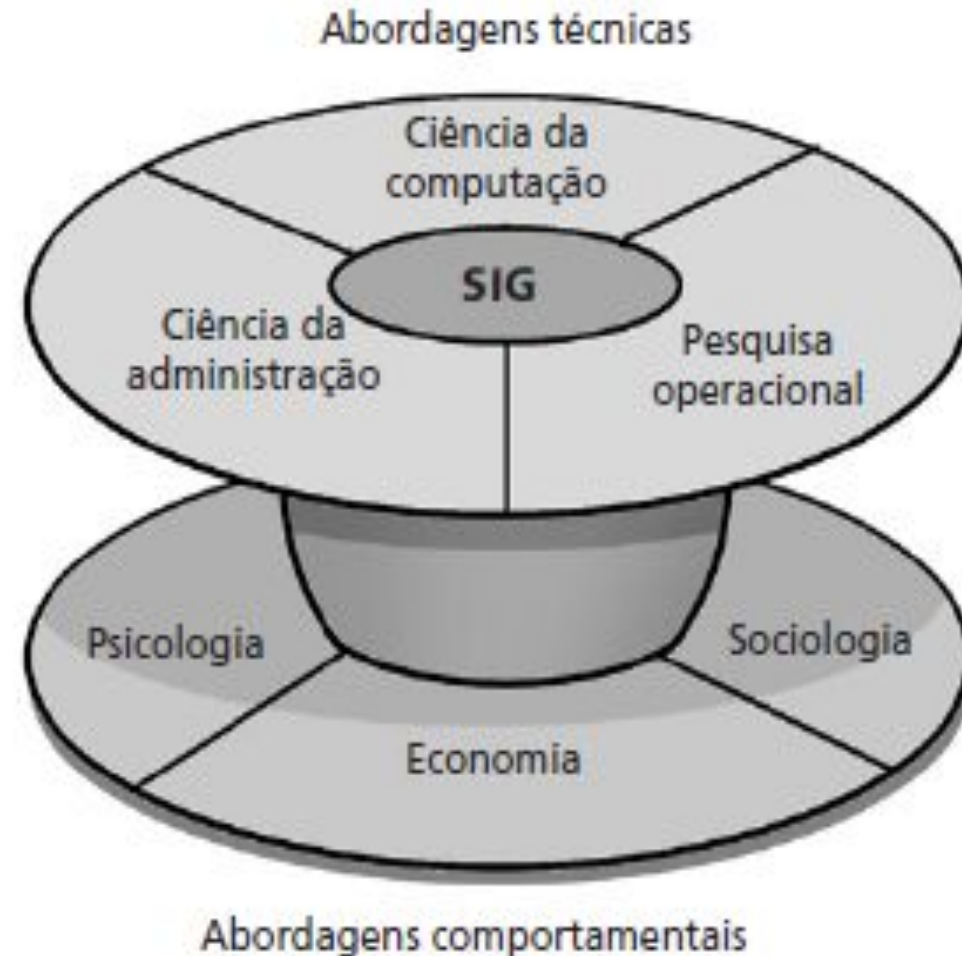 Abordagens técnicas
Ciência da
computação
SIG
Ciência da
administração
Pesquisa
operacional
Psicologia
Sociologia
Economia
Abordagens comportamentais